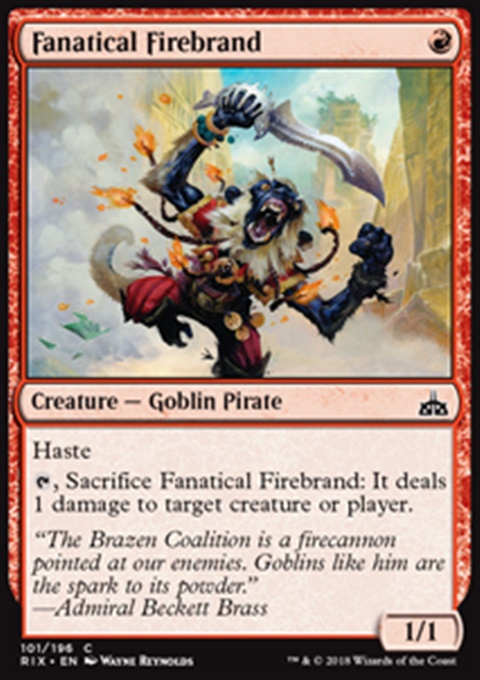 Fanatical Firebrand
Creature — Goblin Pirate
Haste
, Sacrifice Fanatical Firebrand: It deals
1 damage to target creature or player.
“The Brazen Coalition is a firecannon
pointed at our enemies. Goblins like him are
the spark to its powder.”
—Admiral Beckett Brass
1/1
101/196 C
RIX • EN Wayne Reynolds
™ & © 2018 Wizards of the Coast